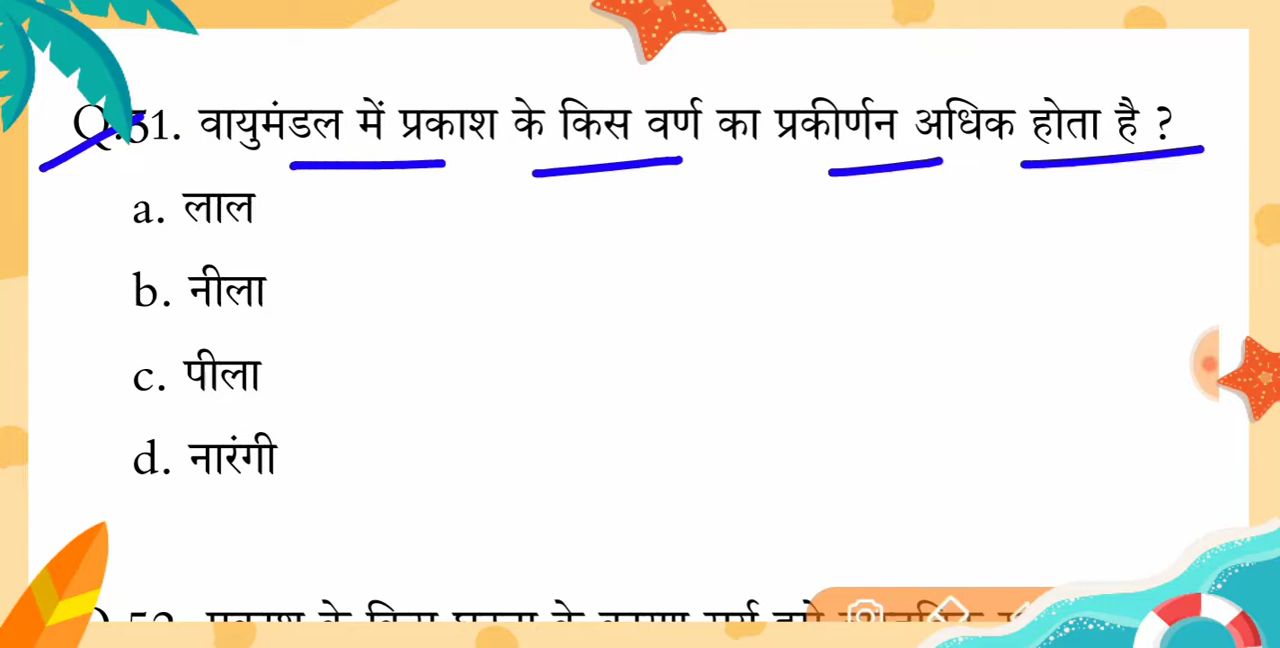 Q.51. वायुमंडल में प्रकाश के किस वर्ण का प्रकीर्णन अधिक होता है ?
a. लाल
b. नीला
c. पीला
d. नारंगी